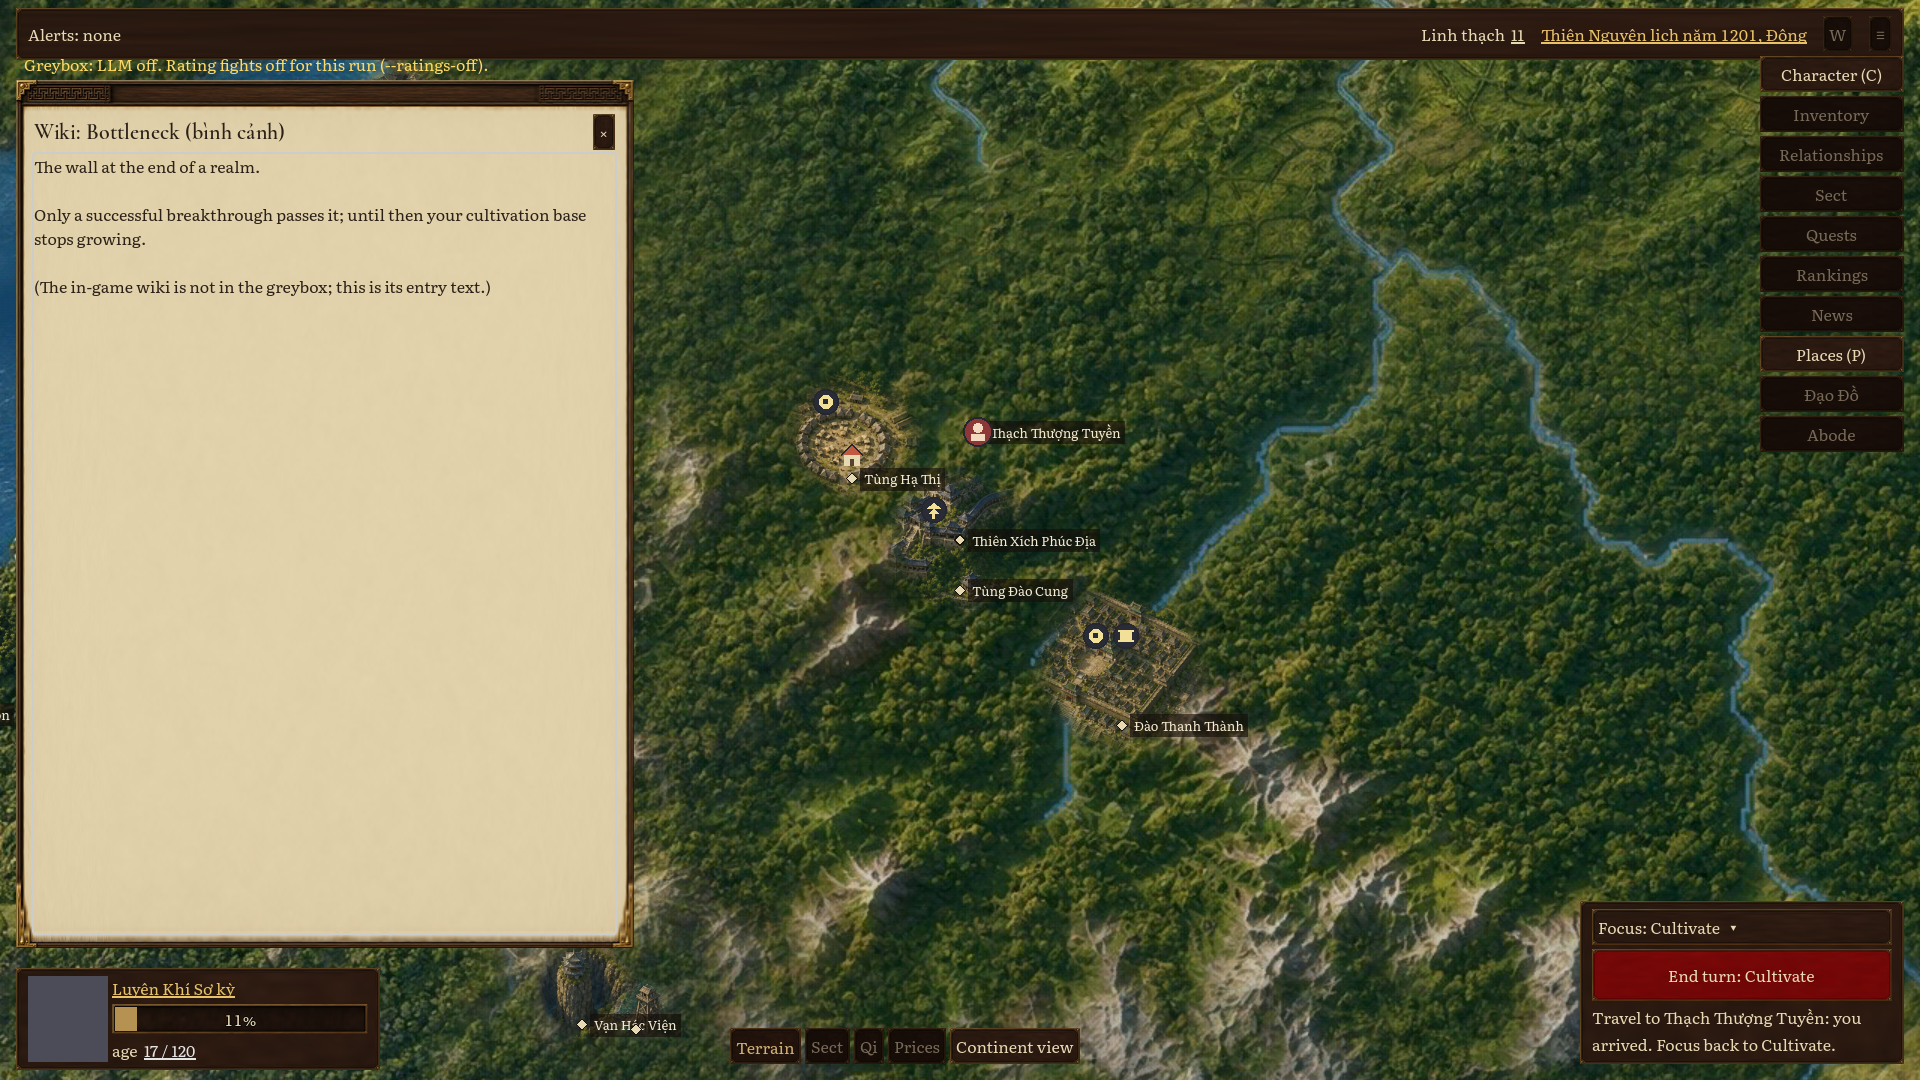 Alerts: none
Linh thạch 11 Thiên Nguyên lịch năm 1201, Đông W ≡
Greybox: LLM off. Rating fights off for this run (--ratings-off).
Wiki: Bottleneck (bình cảnh) ×
The wall at the end of a realm.
Only a successful breakthrough passes it; until then your cultivation base
stops growing.
(The in-game wiki is not in the greybox; this is its entry text.)
Character (C)
Inventory
Relationships
Sect
Quests
Rankings
News
Places (P)
Đạo Đồ
Abode
Thạch Thượng Tuyền
Tùng Hạ Thị
Thiên Xích Phúc Địa
Tùng Đào Cung
Đào Thanh Thành
Luyện Khí Sơ kỳ
11%
age 17 / 120
Terrain Sect Qi Prices Continent view
Focus: Cultivate ▾
End turn: Cultivate
Travel to Thạch Thượng Tuyền: you
arrived. Focus back to Cultivate.
Vạn Viện